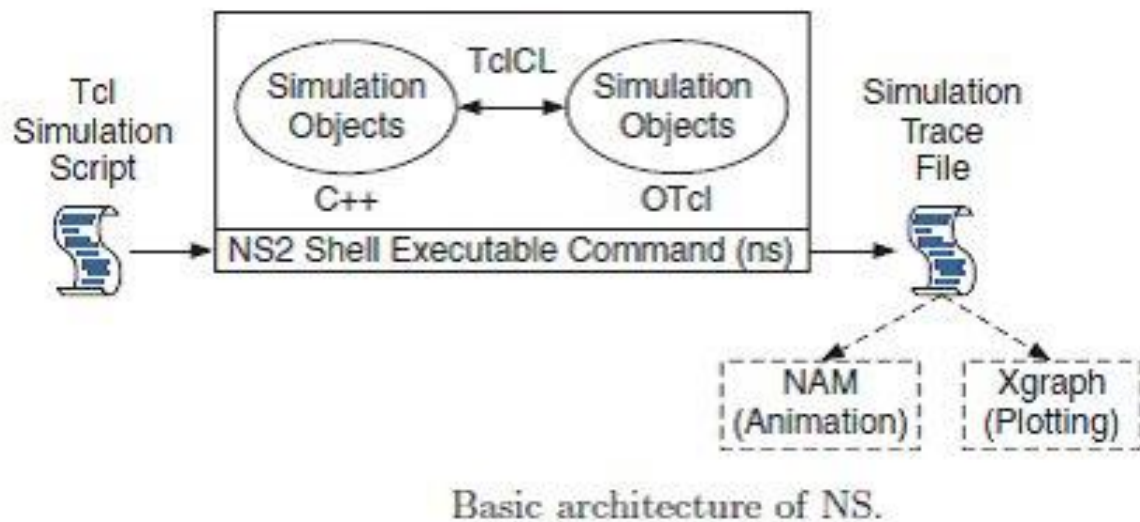 Tcl
Simulation
Script
TclCL
Simulation
Objects
C++
Simulation
Objects
OTcl
NS2 Shell Executable Command (ns)
Simulation
Trace
File
NAM
(Animation)
Xgraph
(Plotting)
Basic architecture of NS.